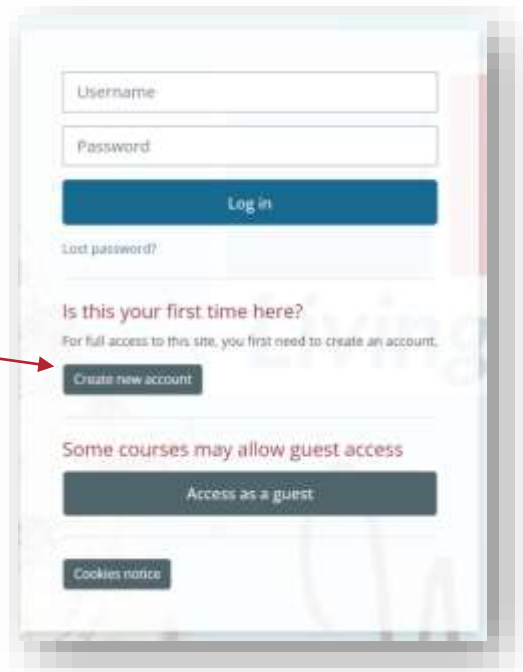 Username
Password
Log in
Lost password?
Is this your first time here?
For full access to this site, you first need to create an account.
Create new account
Some courses may allow guest access
Access as a guest
Cookies notice
Living